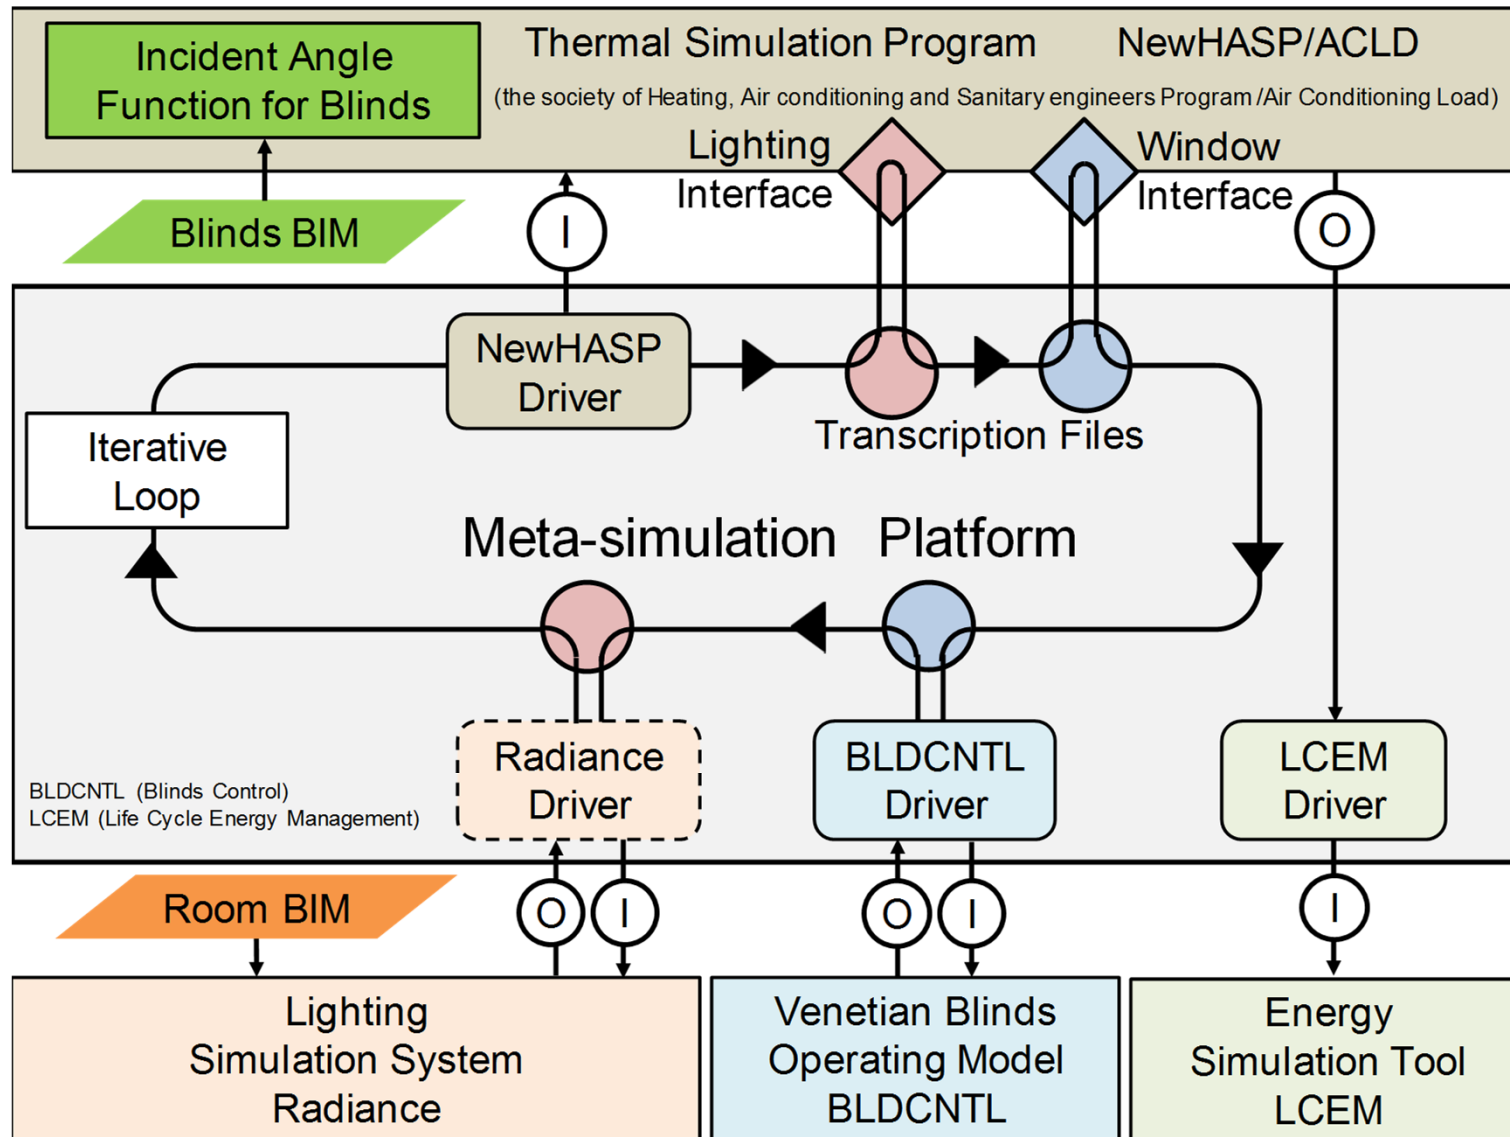 Incident Angle
Function for Blinds
Thermal Simulation Program NewHASP/ACLD
(the society of Heating, Air conditioning and Sanitary engineers Program /Air Conditioning Load)
Lighting
Interface
Window
Interface
Blinds BIM
I
O
NewHASP
Driver
Iterative
Loop
Transcription Files
Meta-simulation Platform
Radiance
Driver
BLDCNTL
Driver
LCEM
Driver
BLDCNTL (Blinds Control)
LCEM (Life Cycle Energy Management)
Room BIM
O
I
O
I
I
Lighting
Simulation System
Radiance
Venetian Blinds
Operating Model
BLDCNTL
Energy
Simulation Tool
LCEM